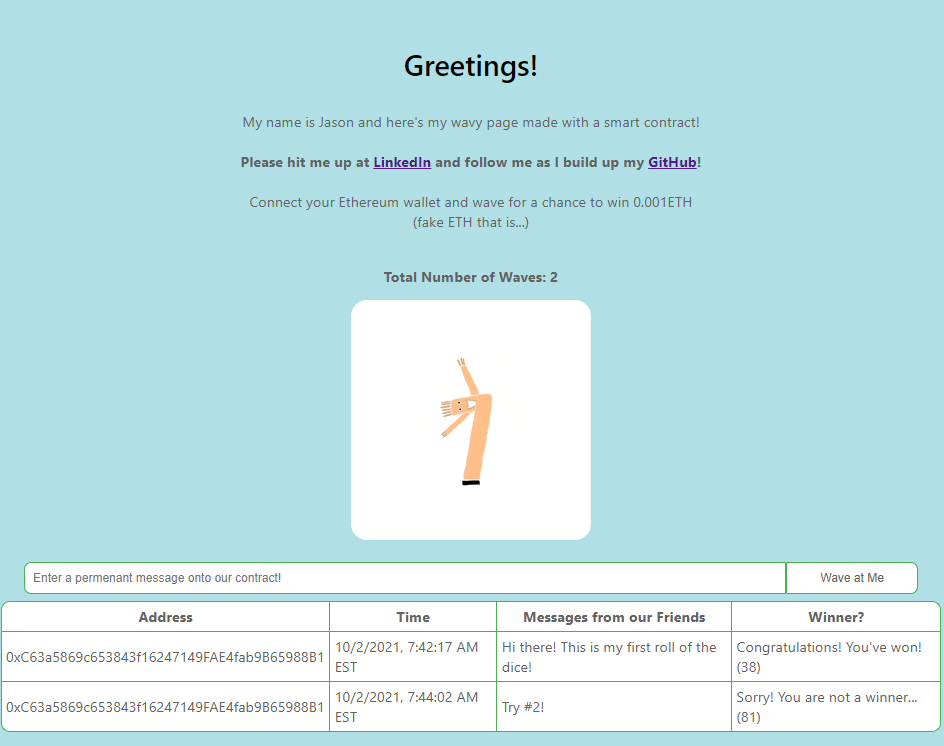 Greetings!
My name is Jason and here's my wavy page made with a smart contract!
Please hit me up at LinkedIn and follow me as I build up my GitHub!
Connect your Ethereum wallet and wave for a chance to win 0.001ETH
(fake ETH that is...)
Total Number of Waves: 2
Enter a permenant message onto our contract! Wave at Me
Address Time Messages from our Friends Winner?
0xC63a5869c653843f16247149FAE4fab9B65988B1 10/2/2021, 7:42:17 AM Hi there! This is my first roll of the Congratulations! You've won!
EST dice! (38)
0xC63a5869c653843f16247149FAE4fab9B65988B1 10/2/2021, 7:44:02 AM Try #2! Sorry! You are not a winner...
EST (81)